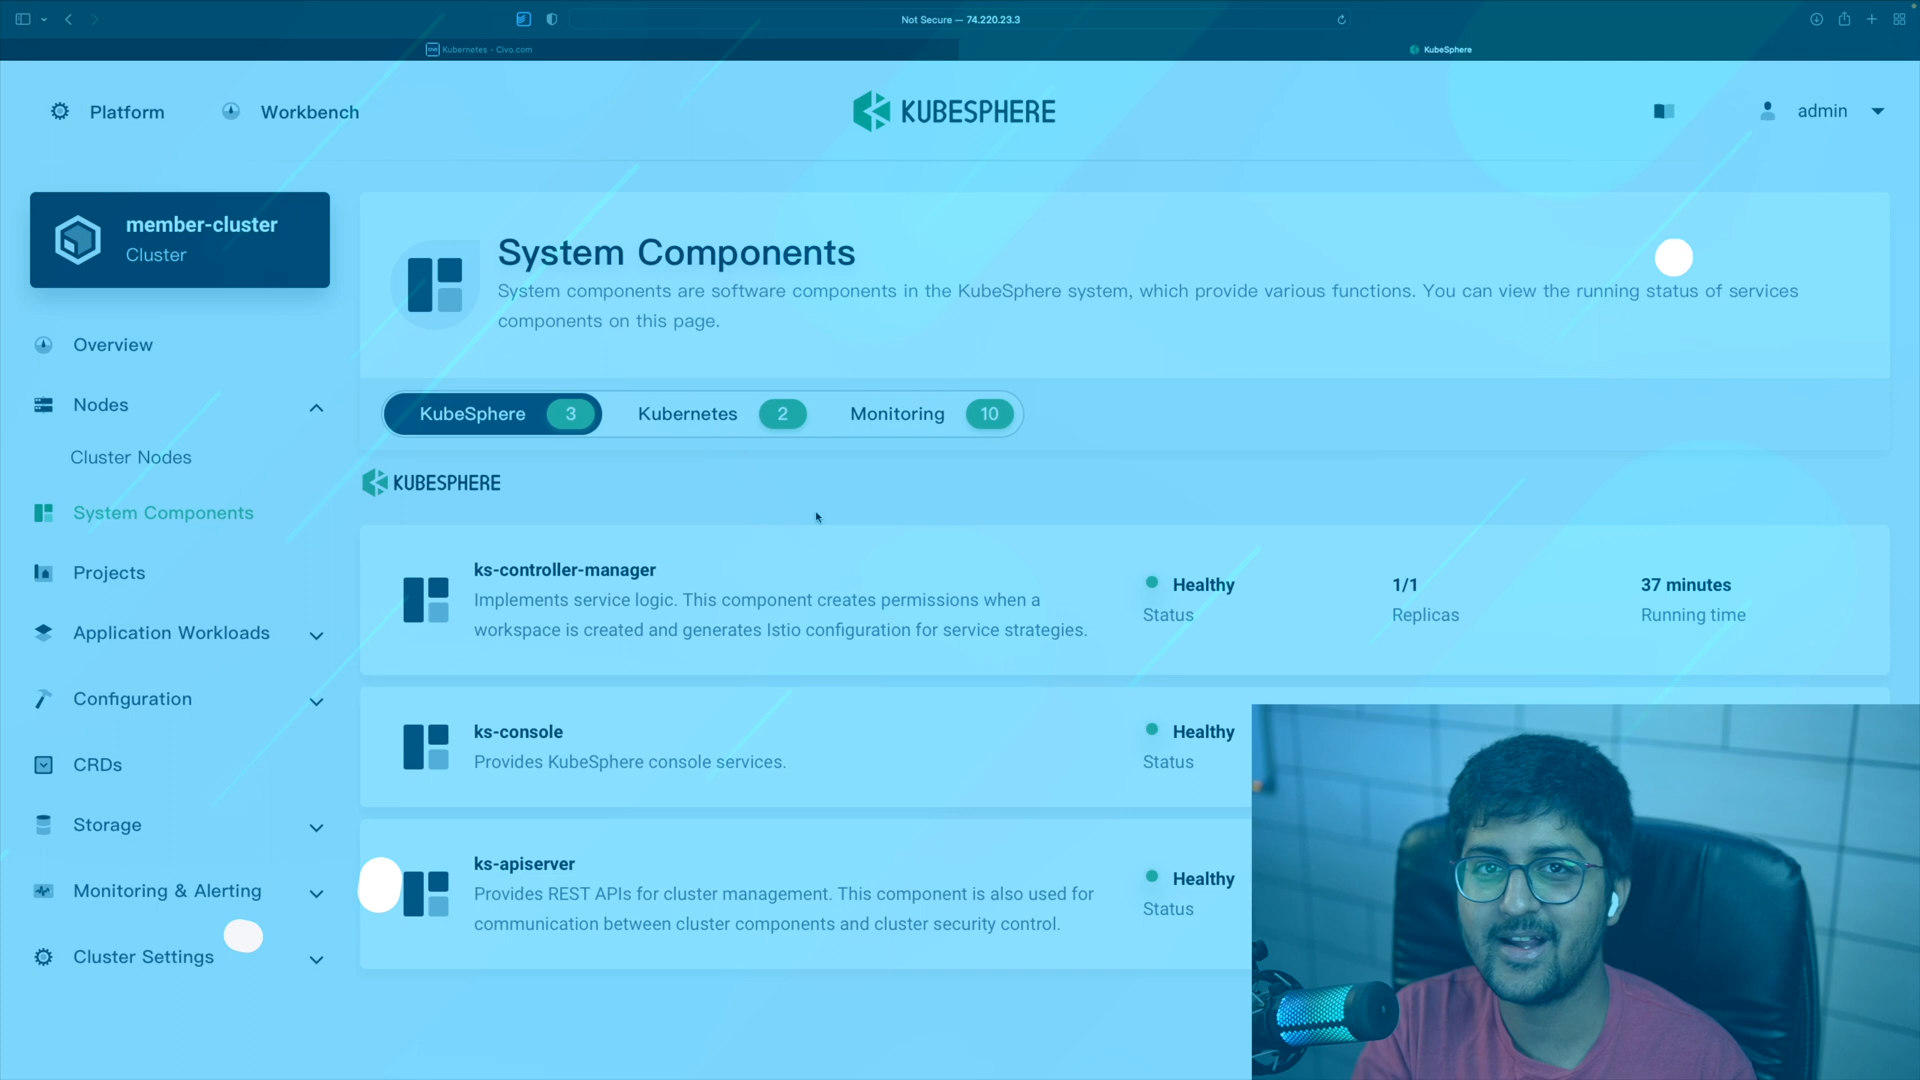 Not Secure — 74.220.23.3
Kubernetes - Civo.com
KubeSphere
Platform
Workbench
KUBESPHERE
admin
member-cluster
Cluster
System Components
System components are software components in the KubeSphere system, which provide various functions. You can view the running status of services
components on this page.
Overview
Nodes
Cluster Nodes
System Components
Projects
Application Workloads
Configuration
CRDs
Storage
Monitoring & Alerting
Cluster Settings
KubeSphere 3
Kubernetes 2
Monitoring 10
KUBESPHERE
ks-controller-manager
Implements service logic. This component creates permissions when a
workspace is created and generates Istio configuration for service strategies.
Healthy
Status
1/1
Replicas
37 minutes
Running time
ks-console
Provides KubeSphere console services.
Healthy
Status
ks-apiserver
Provides REST APIs for cluster management. This component is also used for
communication between cluster components and cluster security control.
Healthy
Status